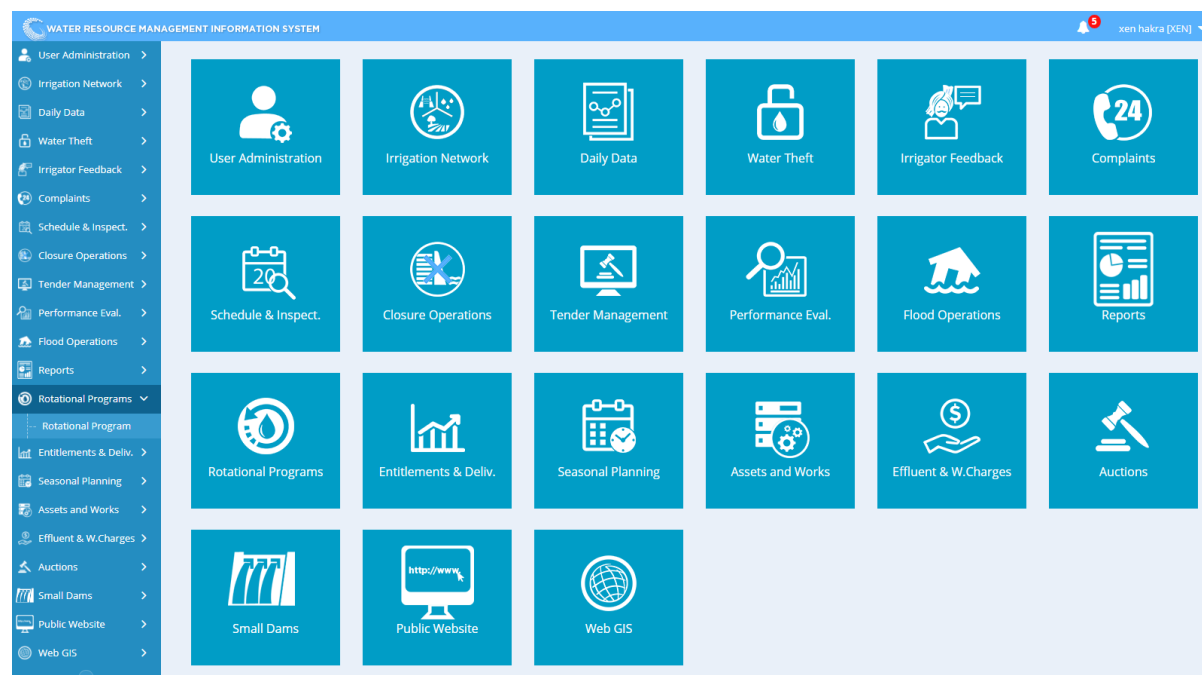 WATER RESOURCE MANAGEMENT INFORMATION SYSTEM
5
xen hakra [XEN]
User Administration
Irrigation Network
Daily Data
Water Theft
Irrigator Feedback
Complaints
Schedule & Inspect.
Closure Operations
Tender Management
Performance Eval.
Flood Operations
Reports
Rotational Programs
Rotational Program
Entitlements & Deliv.
Seasonal Planning
Assets and Works
Effluent & W.Charges
Auctions
Small Dams
Public Website
Web GIS
User Administration
Irrigation Network
Daily Data
Water Theft
Irrigator Feedback
24
Complaints
20
Schedule & Inspect.
Closure Operations
Tender Management
Performance Eval.
Flood Operations
Reports
Rotational Programs
Entitlements & Deliv.
Seasonal Planning
Assets and Works
$
Effluent & W.Charges
Auctions
Small Dams
http://www
Public Website
Web GIS